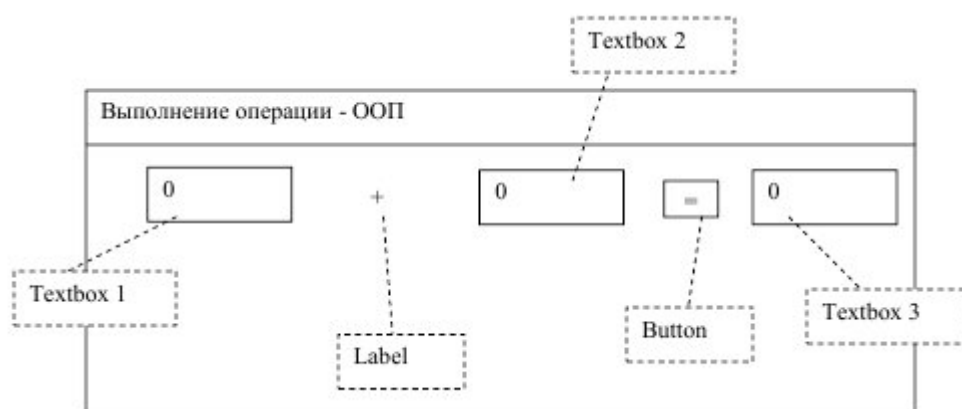 Textbox 2
Выполнение операции - ООП
0 + 0 = 0
Textbox 1
Label
Button
Textbox 3